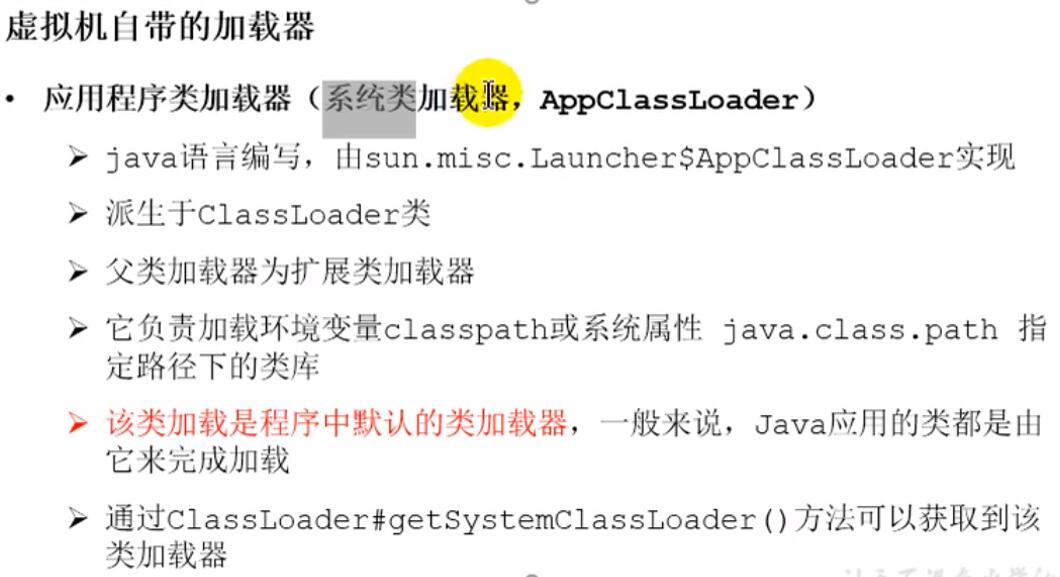 虚拟机自带的加载器
• 应用程序类加载器（系统类加载器，AppClassLoader）
➢ java语言编写，由sun.misc.Launcher$AppClassLoader实现
➢ 派生于ClassLoader类
➢ 父类加载器为扩展类加载器
➢ 它负责加载环境变量classpath或系统属性 java.class.path 指
定路径下的类库
➢ 该类加载是程序中默认的类加载器，一般来说，Java应用的类都是由
它来完成加载
➢ 通过ClassLoader#getSystemClassLoader()方法可以获取到该
类加载器